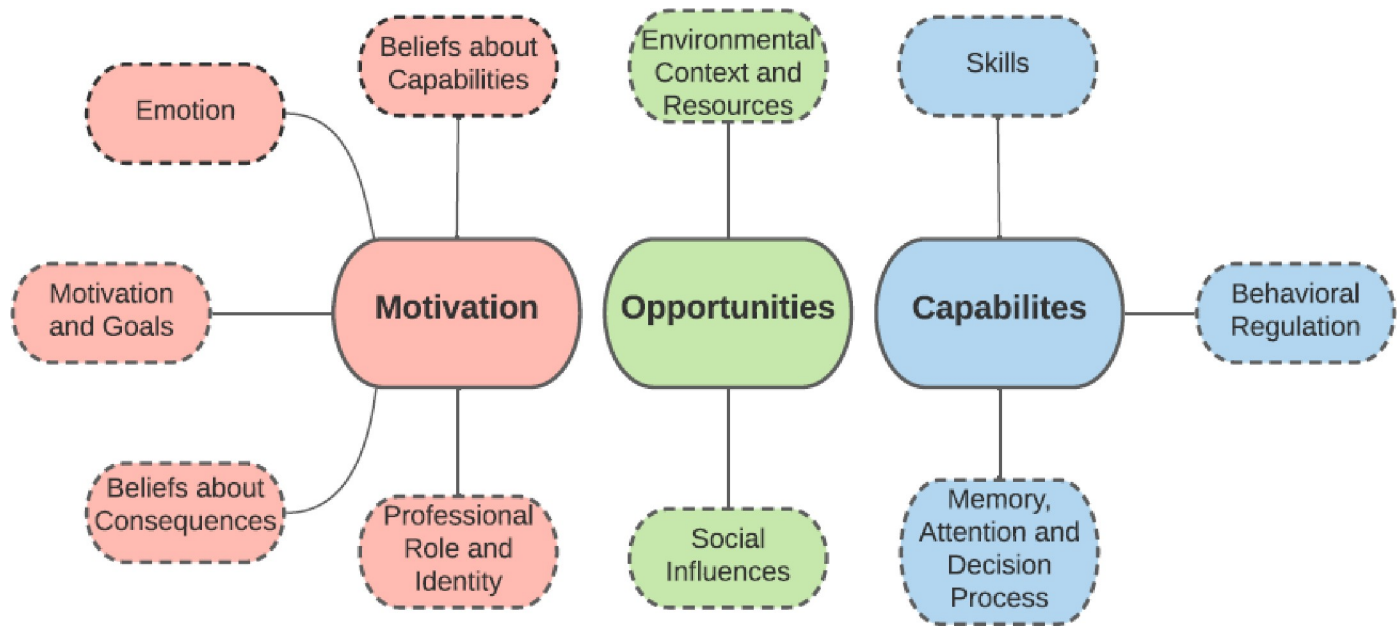 Beliefs about
Capabilities
Emotion
Motivation
and Goals
Beliefs about
Consequences
Professional
Role and
Identity
Motivation
Environmental
Context and
Resources
Opportunities
Social
Influences
Skills
Capabilites
Behavioral
Regulation
Memory,
Attention and
Decision
Process